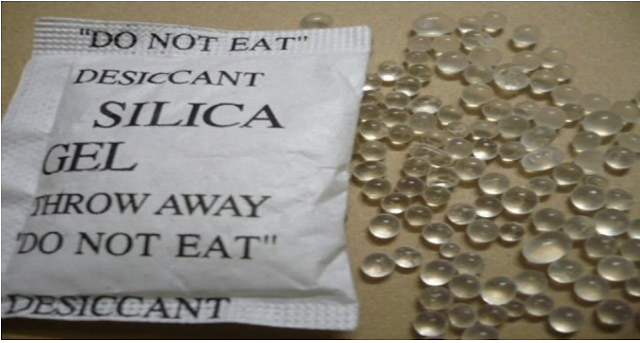 "DO NOT EAT"
DESICCANT
SILICA
GEL
THROW AWAY
"DO NOT EAT"
DESICCANT